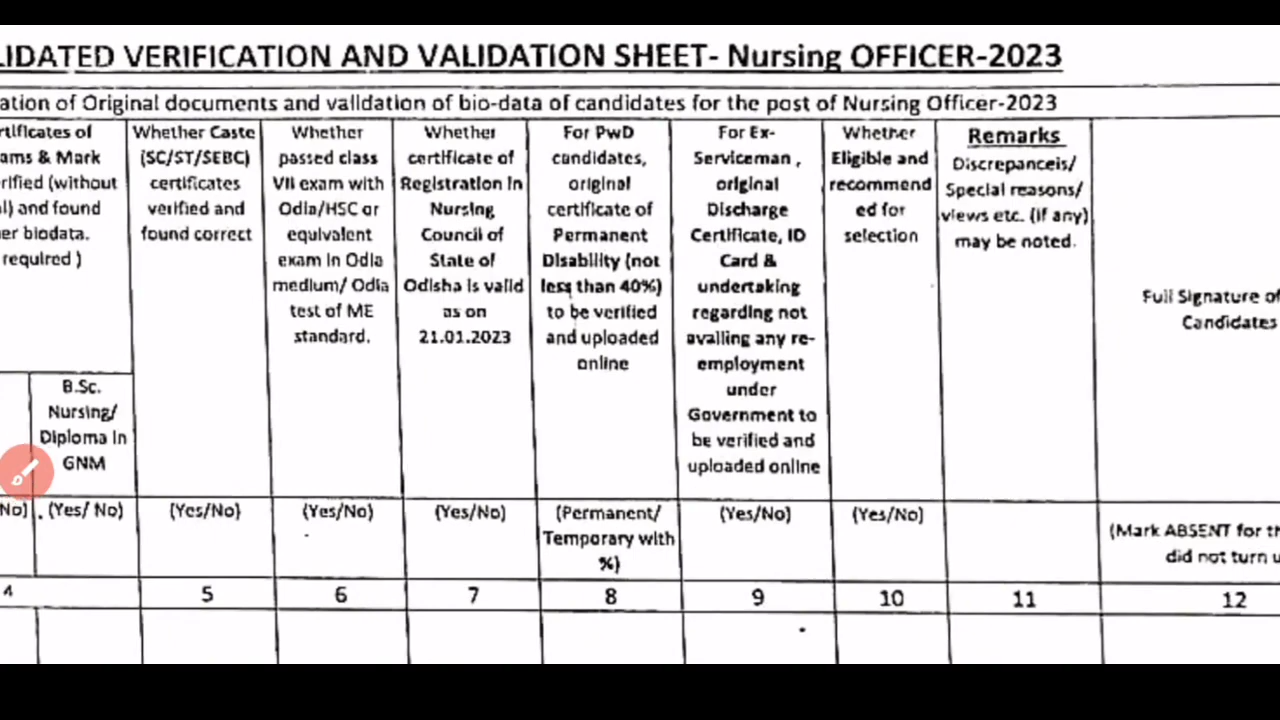 LIDATED VERIFICATION AND VALIDATION SHEET- Nursing OFFICER-2023
ation of Original documents and validation of bio-data of candidates for the post of Nursing Officer-2023
rtificates of
ams & Mark
rified (without
al) and found
er biodata.
required )
B.Sc.
Nursing/
Diploma in
GNM
Whether Caste
(SC/ST/SEBC)
certificates
verified and
found correct
Whether
passed class
VII exam with
Odia/HSC or
equivalent
exam in Odia
medium/ Odia
test of ME
standard.
Whether
certificate of
Registration in
Nursing
Council of
State of
Odisha is valid
as on
21.01.2023
For PwD
candidates,
original
certificate of
Permanent
Disability (not
less than 40%)
to be verified
and uploaded
online
For Ex-
Serviceman ,
original
Discharge
Certificate, ID
Card &
undertaking
regarding not
availing any re-
employment
under
Government to
be verified and
uploaded online
Whether
Eligible and
recommend
ed for
selection
Remarks
Discrepanceis/
Special reasons/
views etc. (if any)
may be noted.
Full Signature of
Candidates
No) (Yes/ No) (Yes/No) (Yes/No) (Yes/No) (Permanent/
Temporary with
%) (Yes/No) (Yes/No)
(Mark ABSENT for th
did not turn u
4 5 6 7 8 9 10 11 12